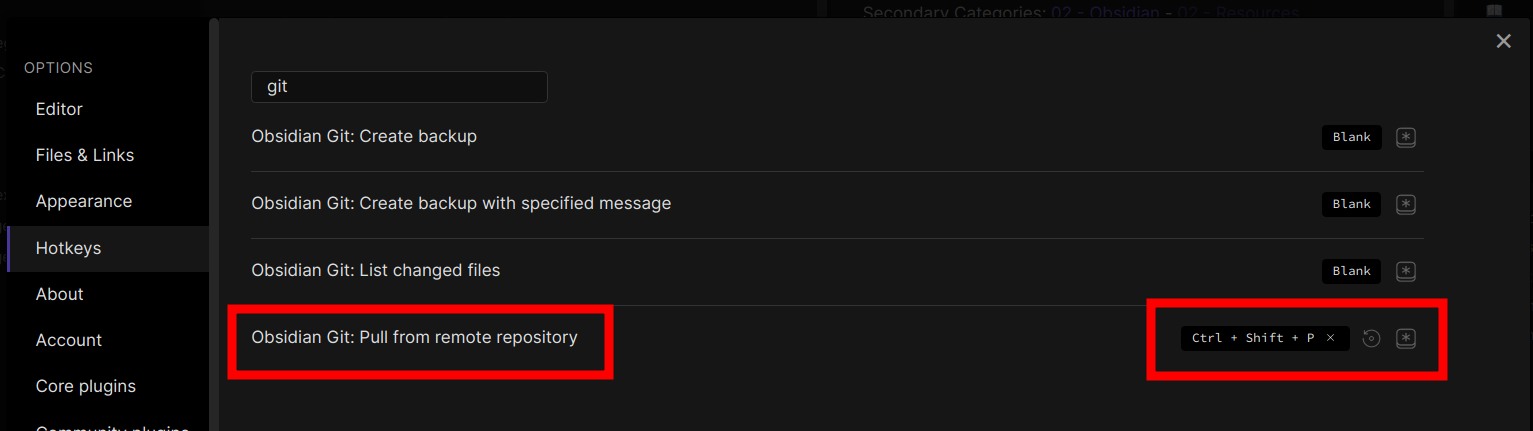 Secondary Categories: 02 - Obsidian - 02 - Resources
OPTIONS
Editor
Files & Links
Appearance
Hotkeys
About
Account
Core plugins
Community plugins
git
Obsidian Git: Create backup
Blank
Obsidian Git: Create backup with specified message
Blank
Obsidian Git: List changed files
Blank
Obsidian Git: Pull from remote repository
Ctrl + Shift + P ×